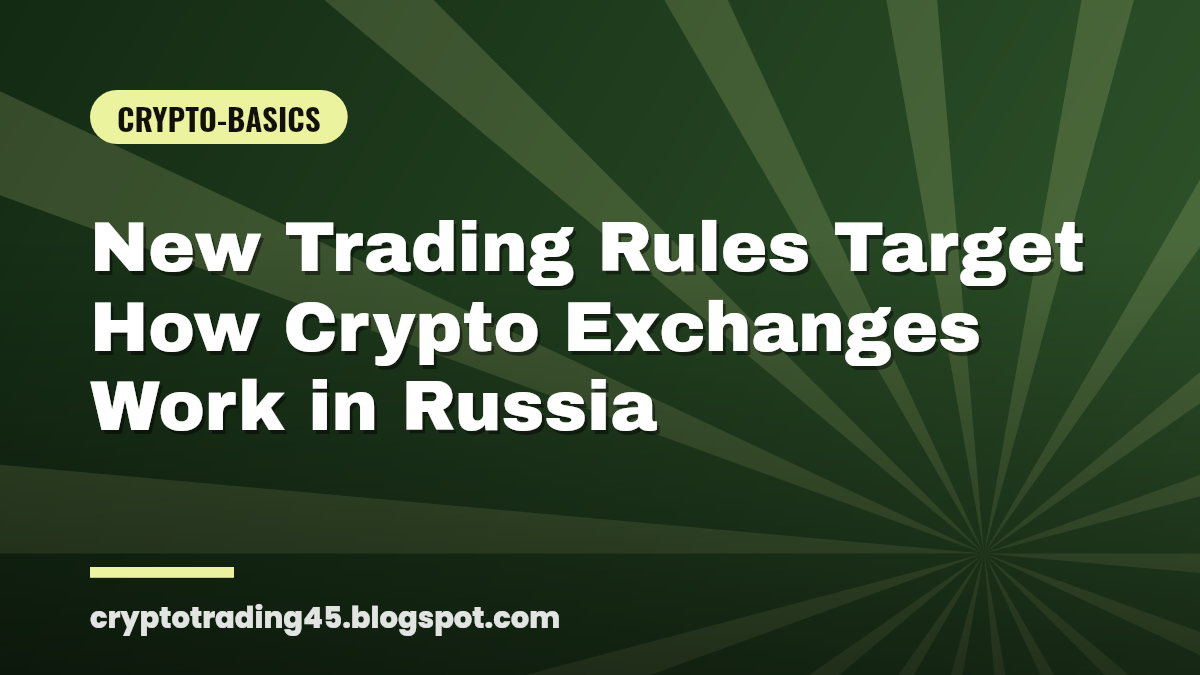 CRYPTO-BASICS
New Trading Rules Target
How Crypto Exchanges
Work in Russia
cryptotrading45.blogspot.com